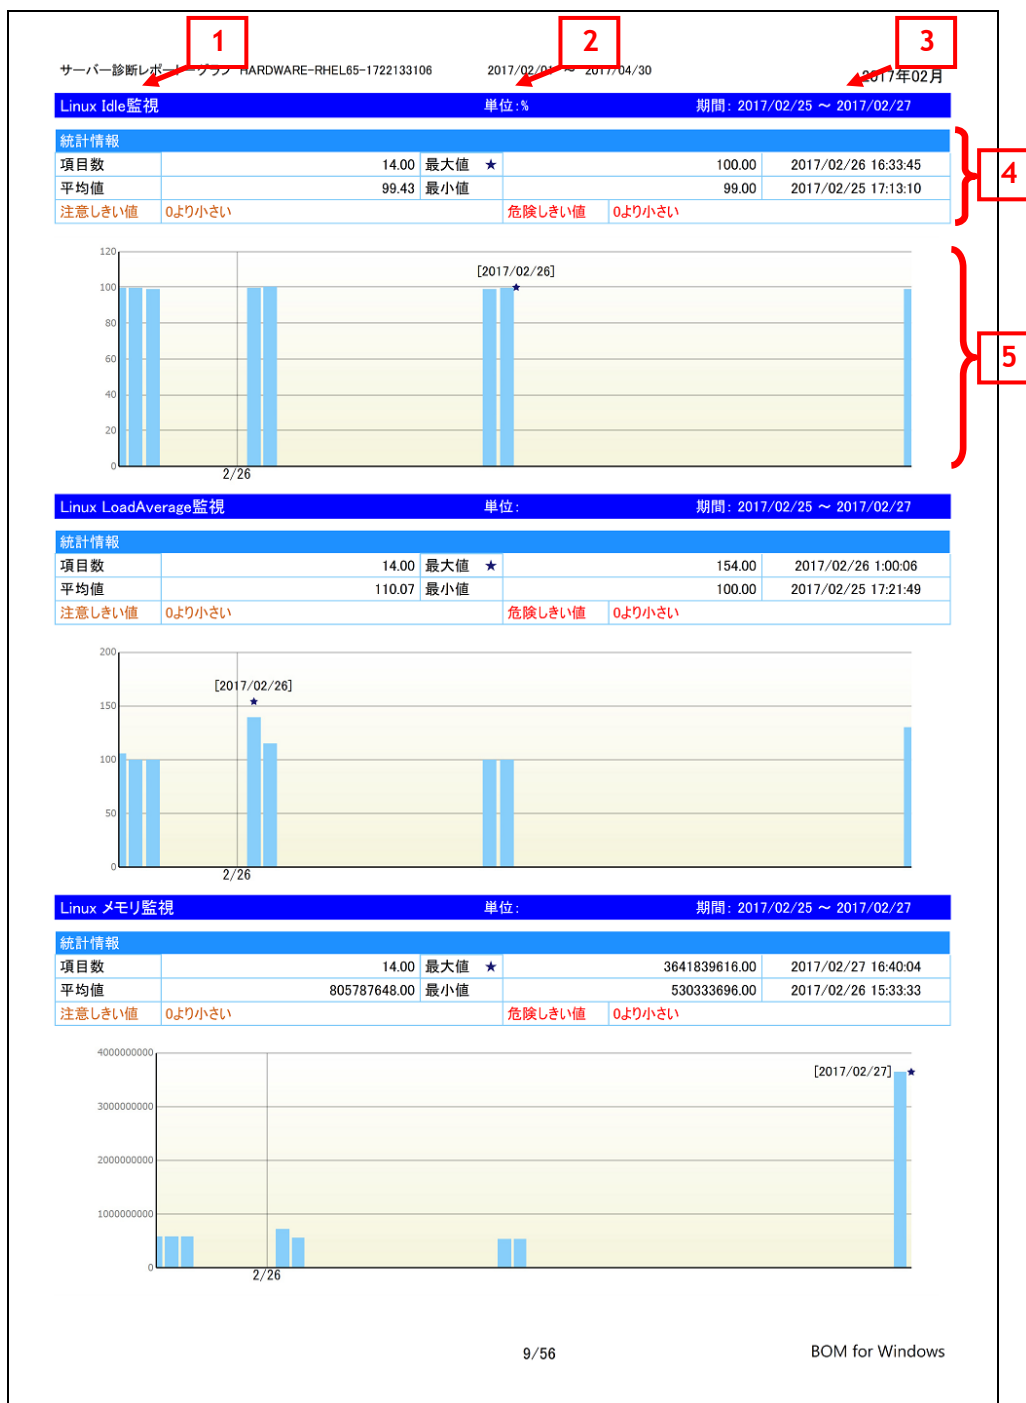 1 2 3
サーバー診断レポート グラフ HARDWARE-RHEL65-1722133106 2017/02/01 ～ 2017/04/30
2017年02月
Linux Idle監視 単位:% 期間: 2017/02/25 ～ 2017/02/27
統計情報
項目数 14.00 最大値 ★ 100.00 2017/02/26 16:33:45
平均値 99.43 最小値 99.00 2017/02/25 17:13:10
注意しきい値 0より小さい 危険しきい値 0より小さい
4
120
[2017/02/26]
100
80
60
5
40
20
0
2/26
Linux LoadAverage監視 単位: 期間: 2017/02/25 ～ 2017/02/27
統計情報
項目数 14.00 最大値 ★ 154.00 2017/02/26 1:00:06
平均値 110.07 最小値 100.00 2017/02/25 17:21:49
注意しきい値 0より小さい 危険しきい値 0より小さい
200
[2017/02/26]
150
100
50
0
2/26
Linux メモリ監視 単位: 期間: 2017/02/25 ～ 2017/02/27
統計情報
項目数 14.00 最大値 ★ 3641839616.00 2017/02/27 16:40:04
平均値 805787648.00 最小値 530333696.00 2017/02/26 15:33:33
注意しきい値 0より小さい 危険しきい値 0より小さい
4000000000
[2017/02/27]
3000000000
2000000000
1000000000
0
2/26
9/56 BOM for Windows